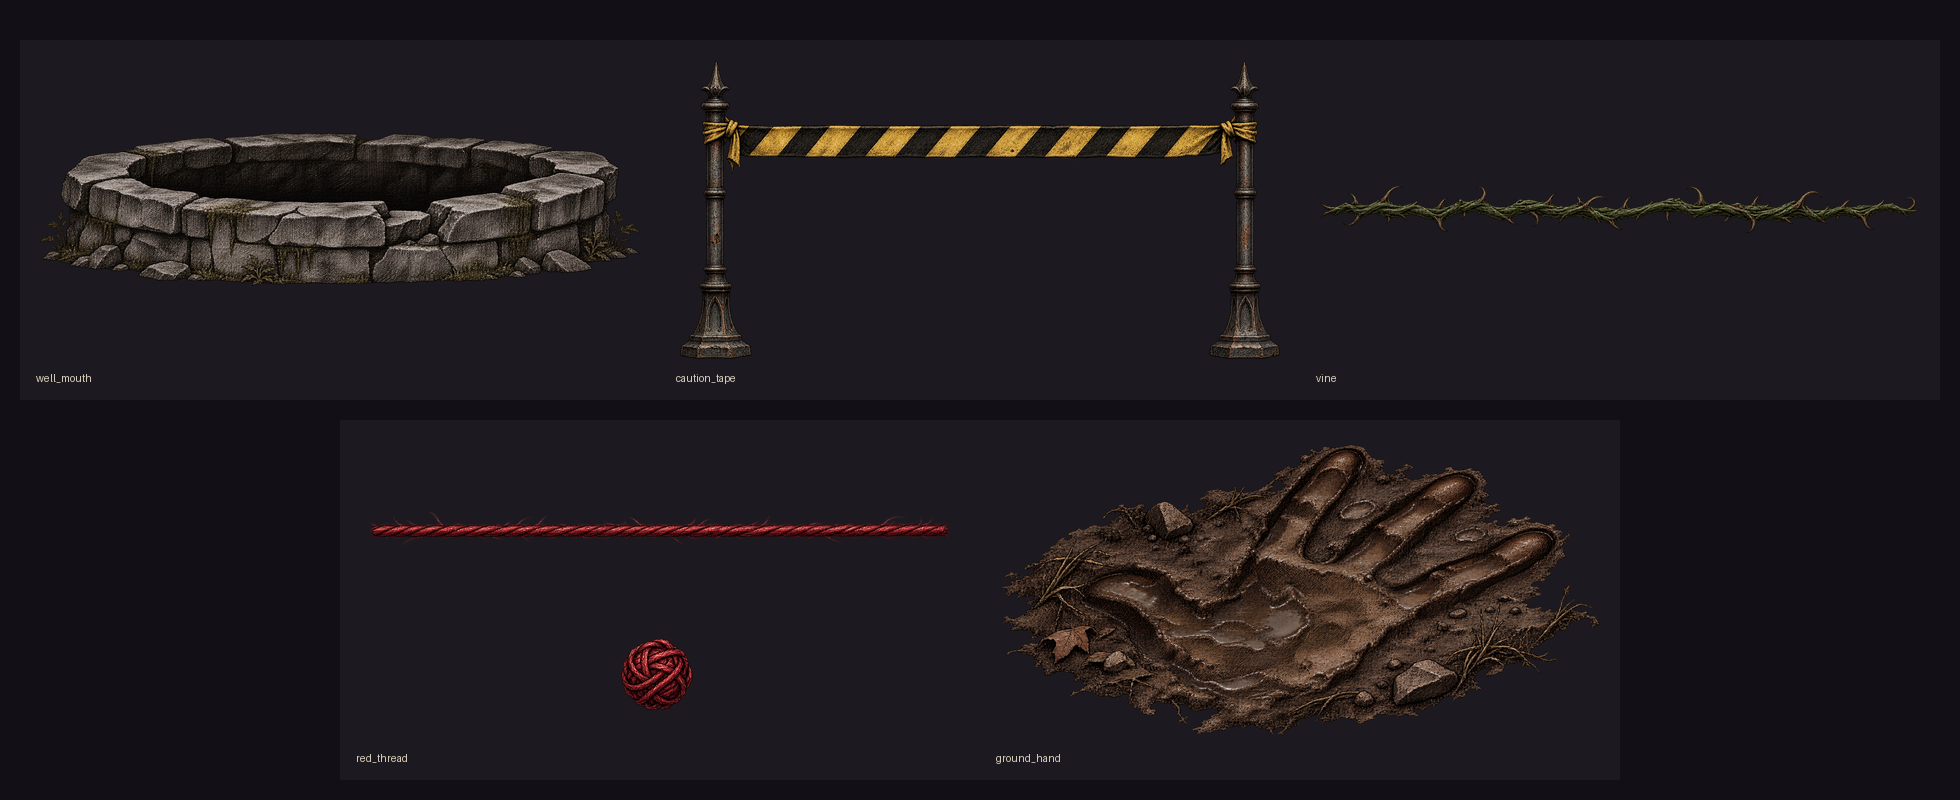 well_mouth
caution_tape
vine
red_thread
ground_hand